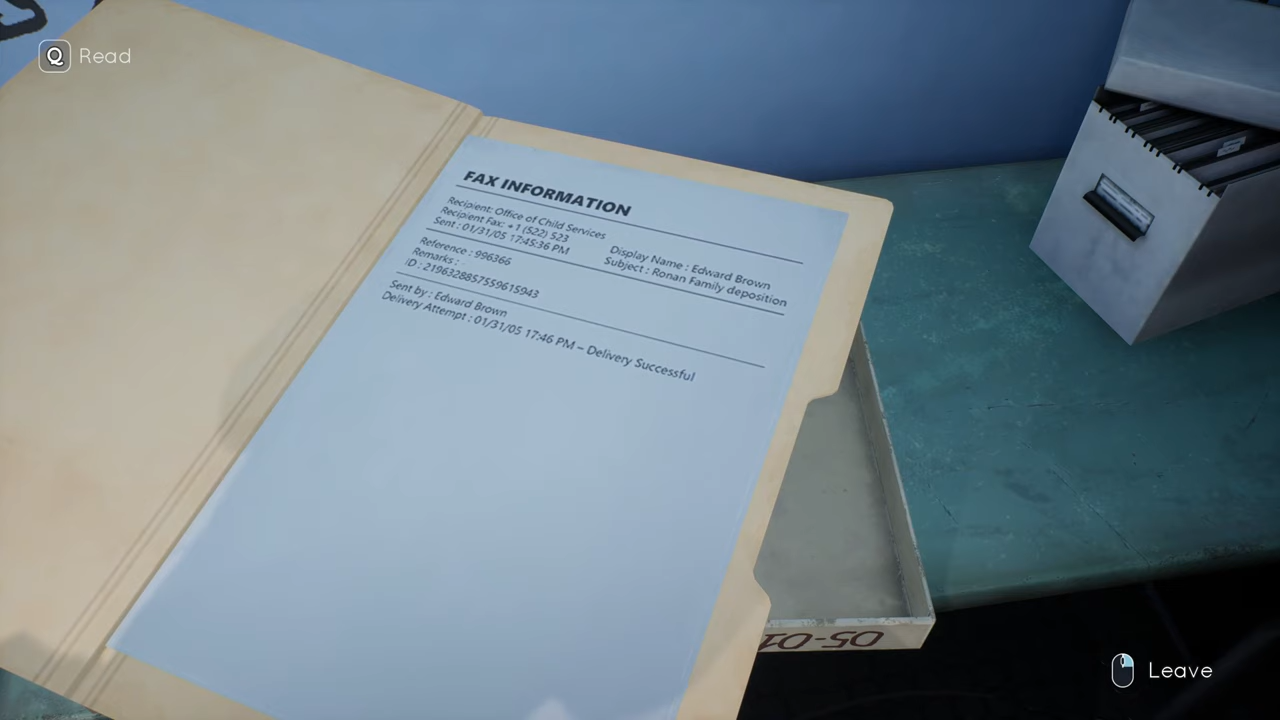 Q Read
FAX INFORMATION
Recipient: Office of Child Services
Recipient Fax: +1 (522) 523
Sent : 01/31/05 17:45:36 PM
Display Name : Edward Brown
Subject : Ronan Family deposition
Reference : 996366
Remarks :
ID : 2196328857559615943
Sent by : Edward Brown
Delivery Attempt : 01/31/05 17:46 PM – Delivery Successful
05-01
Leave